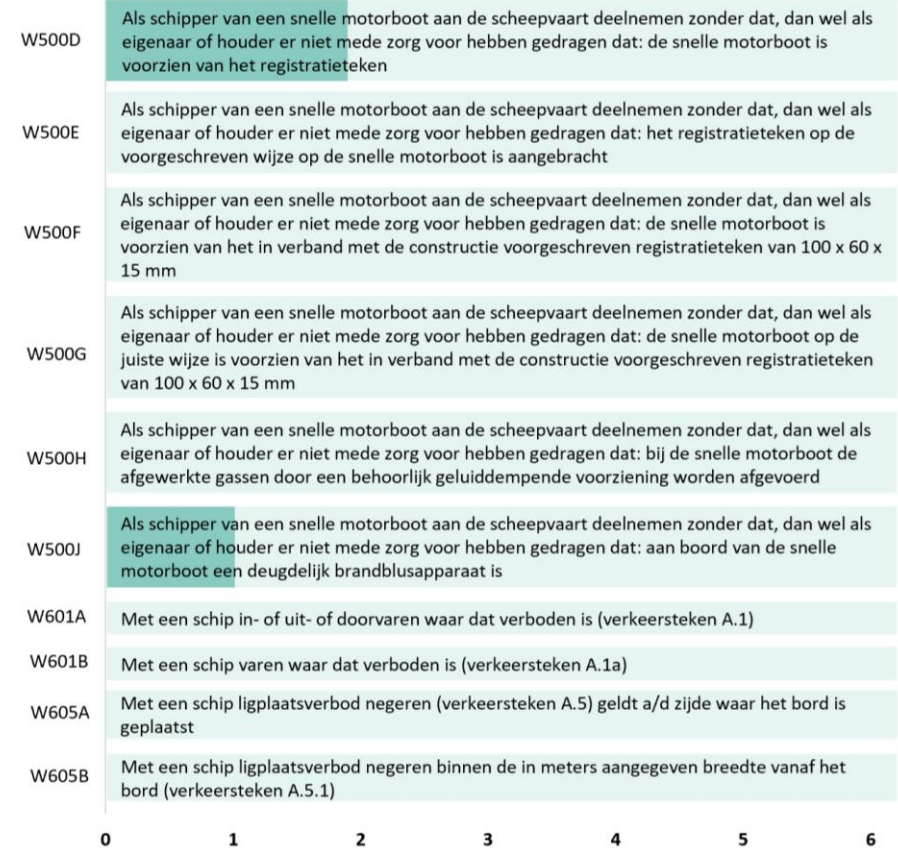 W500D
Als schipper van een snelle motorboot aan de scheepvaart deelnemen zonder dat, dan wel als
eigenaar of houder er niet mede zorg voor hebben gedragen dat: de snelle motorboot is
voorzien van het registratieteken
W500E
Als schipper van een snelle motorboot aan de scheepvaart deelnemen zonder dat, dan wel als
eigenaar of houder er niet mede zorg voor hebben gedragen dat: het registratieteken op de
voorgeschreven wijze op de snelle motorboot is aangebracht
W500F
Als schipper van een snelle motorboot aan de scheepvaart deelnemen zonder dat, dan wel als
eigenaar of houder er niet mede zorg voor hebben gedragen dat: de snelle motorboot is
voorzien van het in verband met de constructie voorgeschreven registratieteken van 100 x 60 x
15 mm
W500G
Als schipper van een snelle motorboot aan de scheepvaart deelnemen zonder dat, dan wel als
eigenaar of houder er niet mede zorg voor hebben gedragen dat: de snelle motorboot op de
juiste wijze is voorzien van het in verband met de constructie voorgeschreven registratieteken
van 100 x 60 x 15 mm
W500H
Als schipper van een snelle motorboot aan de scheepvaart deelnemen zonder dat, dan wel als
eigenaar of houder er niet mede zorg voor hebben gedragen dat: bij de snelle motorboot de
afgewerkte gassen door een behoorlijk geluiddempende voorziening worden afgevoerd
W500J
Als schipper van een snelle motorboot aan de scheepvaart deelnemen zonder dat, dan wel als
eigenaar of houder er niet mede zorg voor hebben gedragen dat: aan boord van de snelle
motorboot een deugdelijk brandblusapparaat is
W601A
Met een schip in- of uit- of doorvaren waar dat verboden is (verkeersteken A.1)
W601B
Met een schip varen waar dat verboden is (verkeersteken A.1a)
W605A
Met een schip ligplaatsverbod negeren (verkeersteken A.5) geldt a/d zijde waar het bord is
geplaatst
W605B
Met een schip ligplaatsverbod negeren binnen de in meters aangegeven breedte vanaf het
bord (verkeersteken A.5.1)
0 1 2 3 4 5 6